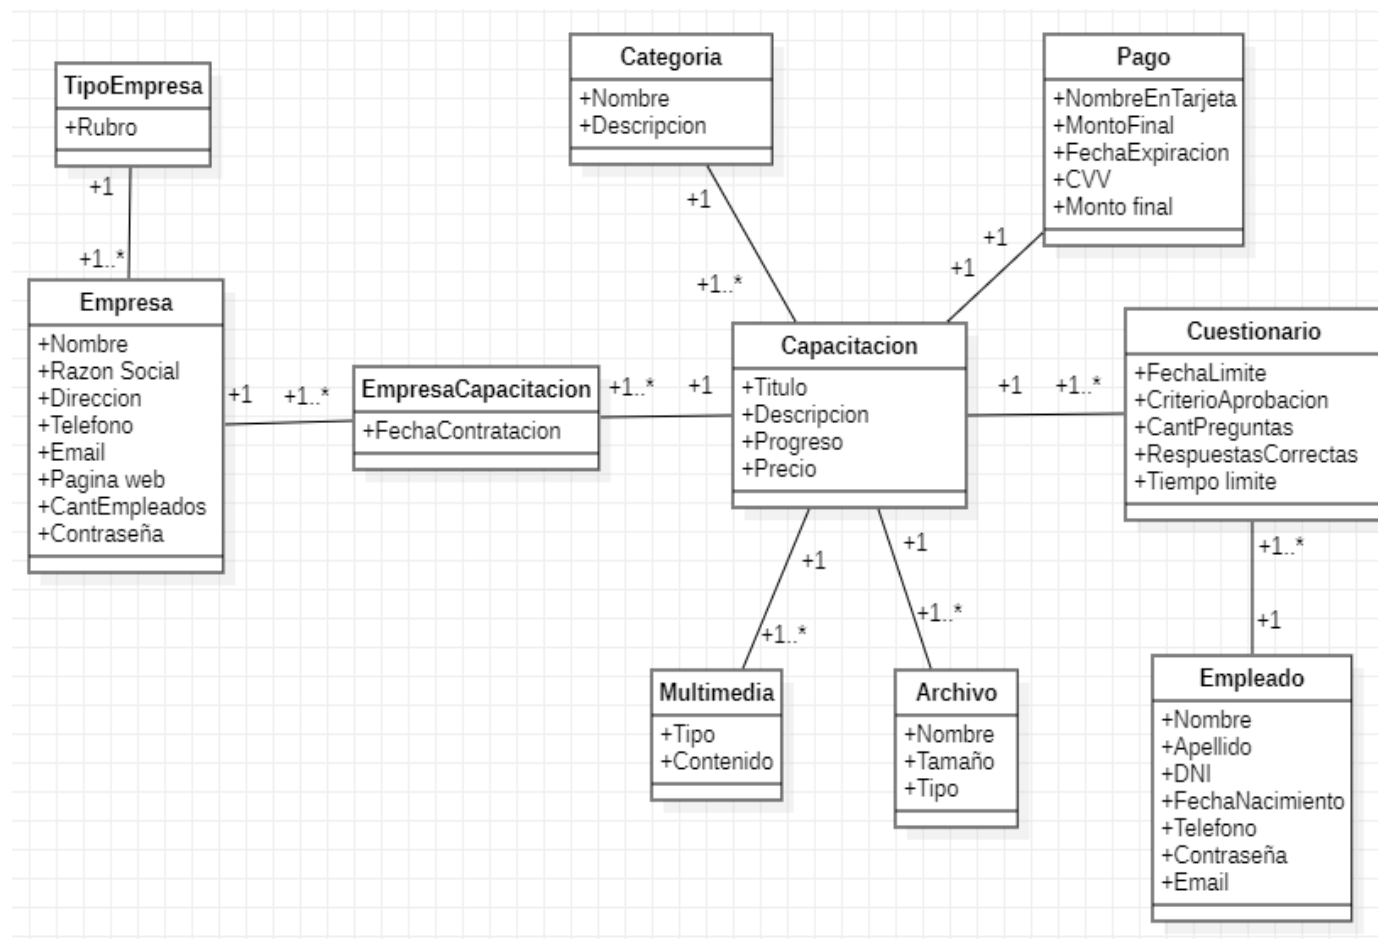 TipoEmpresa
+Rubro
+1
+1..*
Empresa
+Nombre
+Razon Social
+Direccion
+Telefono
+Email
+Pagina web
+CantEmpleados
+Contraseña
+1
+1..*
EmpresaCapacitacion
+FechaContratacion
+1..*
+1
Categoria
+Nombre
+Descripcion
+1
+1..*
Pago
+NombreEnTarjeta
+MontoFinal
+FechaExpiracion
+CVV
+Monto final
+1
+1
Capacitacion
+Titulo
+Descripcion
+Progreso
+Precio
+1
+1..*
Cuestionario
+FechaLimite
+CriterioAprobacion
+CantPreguntas
+RespuestasCorrectas
+Tiempo limite
+1
+1..*
Multimedia
+Tipo
+Contenido
+1
+1..*
Archivo
+Nombre
+Tamaño
+Tipo
+1..*
+1
Empleado
+Nombre
+Apellido
+DNI
+FechaNacimiento
+Telefono
+Contraseña
+Email